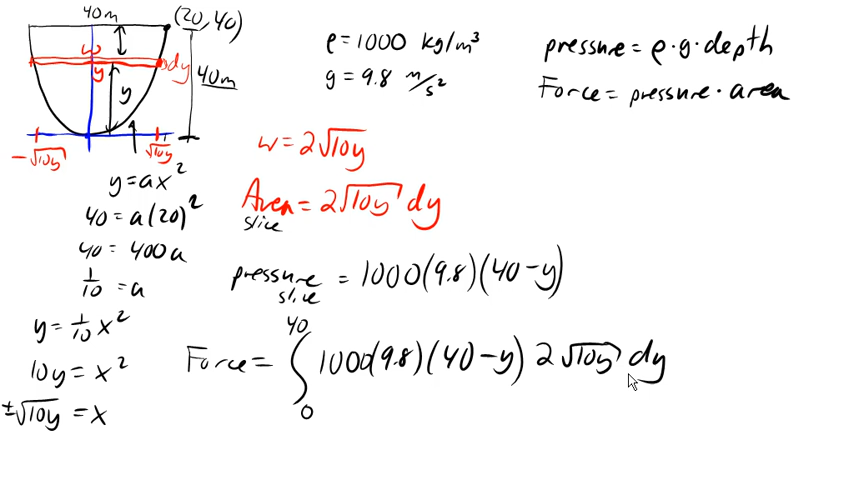 40m
(20, 40)
w
y
dy
y
40m
-√10y
√10y
ρ = 1000 kg/m³
g = 9.8 m/s²
pressure = ρ·g·depth
Force = pressure · area
y = ax²
40 = a(20)²
40 = 400a
1/10 = a
y = 1/10 x²
10y = x²
±√10y = x
w = 2√10y
Area slice = 2√10y dy
pressure slice = 1000(9.8)(40-y)
Force = ∫₀⁴⁰ 1000(9.8)(40-y) 2√10y dy